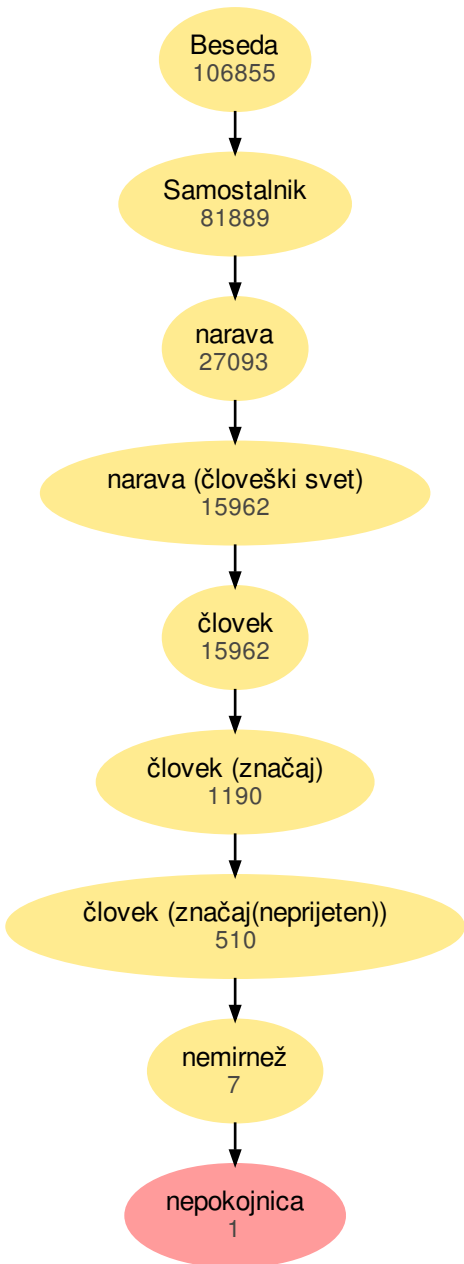 Beseda
106855
Samostalnik
81889
narava
27093
narava (človeški svet)
15962
človek
15962
človek (značaj)
1190
človek (značaj(neprijeten))
510
nemirnež
7
nepokojnica
1